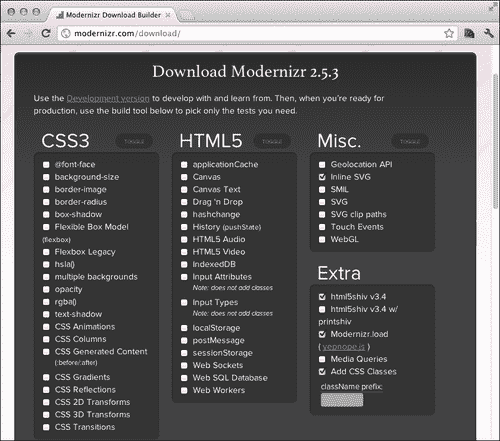 Modernizr Download Builder
modernizr.com/download/
Download Modernizr 2.5.3
Use the Development version to develop with and learn from. Then, when you're ready for
production, use the build tool below to pick only the tests you need.
CSS3
TOGGLE
@font-face
background-size
border-image
border-radius
box-shadow
Flexible Box Model
(flexbox)
Flexbox Legacy
hsla()
multiple backgrounds
opacity
rgba()
text-shadow
CSS Animations
CSS Columns
CSS Generated Content
(:before/:after)
CSS Gradients
CSS Reflections
CSS 2D Transforms
CSS 3D Transforms
CSS Transitions
HTML5
TOGGLE
applicationCache
Canvas
Canvas Text
Drag 'n Drop
hashchange
History (pushState)
HTML5 Audio
HTML5 Video
IndexedDB
Input Attributes
Note: does not add classes
Input Types
Note: does not add classes
localStorage
postMessage
sessionStorage
Web Sockets
Web SQL Database
Web Workers
Misc.
TOGGLE
Geolocation API
Inline SVG
SMIL
SVG
SVG clip paths
Touch Events
WebGL
Extra
html5shiv v3.4
html5shiv v3.4 w/
printshiv
Modernizr.load
(yepnope.js)
Media Queries
Add CSS Classes
className prefix: